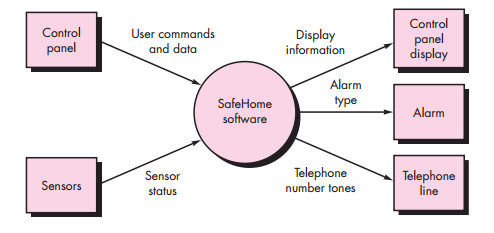 Control
panel
User commands
and data
Display
information
Control
panel
display
SafeHome
software
Alarm
type
Alarm
Sensors
Sensor
status
Telephone
number tones
Telephone
line